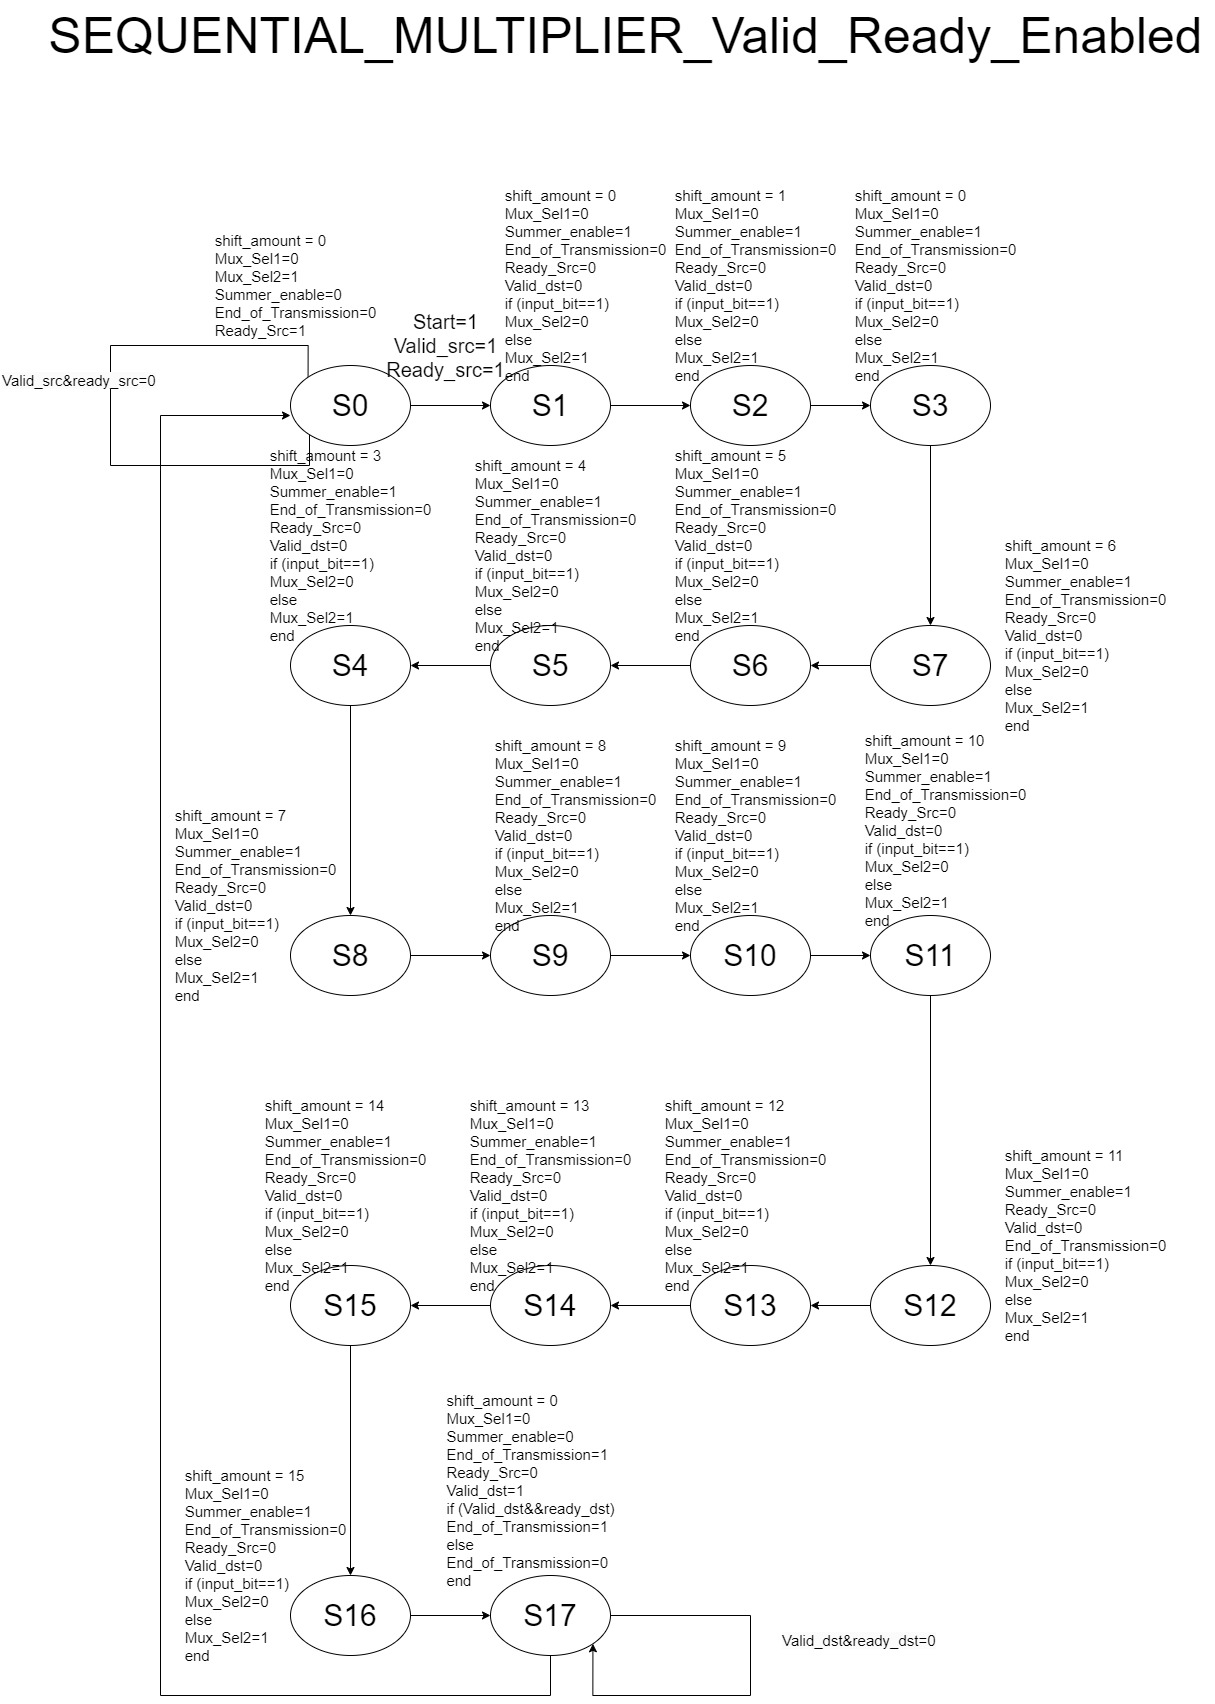 SEQUENTIAL_MULTIPLIER_Valid_Ready_Enabled
shift_amount = 0
Mux_Sel1=0
Mux_Sel2=1
Summer_enable=0
End_of_Transmission=0
Ready_Src=1
Valid_src&ready_src=0
S0
Start=1
Valid_src=1
Ready_src=1
shift_amount = 0
Mux_Sel1=0
Summer_enable=1
End_of_Transmission=0
Ready_Src=0
Valid_dst=0
if (input_bit==1)
Mux_Sel2=0
else
Mux_Sel2=1
end
S1
shift_amount = 1
Mux_Sel1=0
Summer_enable=1
End_of_Transmission=0
Ready_Src=0
Valid_dst=0
if (input_bit==1)
Mux_Sel2=0
else
Mux_Sel2=1
end
S2
shift_amount = 0
Mux_Sel1=0
Summer_enable=1
End_of_Transmission=0
Ready_Src=0
Valid_dst=0
if (input_bit==1)
Mux_Sel2=0
else
Mux_Sel2=1
end
S3
shift_amount = 3
Mux_Sel1=0
Summer_enable=1
End_of_Transmission=0
Ready_Src=0
Valid_dst=0
if (input_bit==1)
Mux_Sel2=0
else
Mux_Sel2=1
end
S4
shift_amount = 4
Mux_Sel1=0
Summer_enable=1
End_of_Transmission=0
Ready_Src=0
Valid_dst=0
if (input_bit==1)
Mux_Sel2=0
else
Mux_Sel2=1
end
S5
shift_amount = 5
Mux_Sel1=0
Summer_enable=1
End_of_Transmission=0
Ready_Src=0
Valid_dst=0
if (input_bit==1)
Mux_Sel2=0
else
Mux_Sel2=1
end
S6
S7
shift_amount = 6
Mux_Sel1=0
Summer_enable=1
End_of_Transmission=0
Ready_Src=0
Valid_dst=0
if (input_bit==1)
Mux_Sel2=0
else
Mux_Sel2=1
end
shift_amount = 7
Mux_Sel1=0
Summer_enable=1
End_of_Transmission=0
Ready_Src=0
Valid_dst=0
if (input_bit==1)
Mux_Sel2=0
else
Mux_Sel2=1
end
S8
shift_amount = 8
Mux_Sel1=0
Summer_enable=1
End_of_Transmission=0
Ready_Src=0
Valid_dst=0
if (input_bit==1)
Mux_Sel2=0
else
Mux_Sel2=1
end
S9
shift_amount = 9
Mux_Sel1=0
Summer_enable=1
End_of_Transmission=0
Ready_Src=0
Valid_dst=0
if (input_bit==1)
Mux_Sel2=0
else
Mux_Sel2=1
end
S10
shift_amount = 10
Mux_Sel1=0
Summer_enable=1
End_of_Transmission=0
Ready_Src=0
Valid_dst=0
if (input_bit==1)
Mux_Sel2=0
else
Mux_Sel2=1
end
S11
shift_amount = 14
Mux_Sel1=0
Summer_enable=1
End_of_Transmission=0
Ready_Src=0
Valid_dst=0
if (input_bit==1)
Mux_Sel2=0
else
Mux_Sel2=1
end
S15
shift_amount = 13
Mux_Sel1=0
Summer_enable=1
End_of_Transmission=0
Ready_Src=0
Valid_dst=0
if (input_bit==1)
Mux_Sel2=0
else
Mux_Sel2=1
end
S14
shift_amount = 12
Mux_Sel1=0
Summer_enable=1
End_of_Transmission=0
Ready_Src=0
Valid_dst=0
if (input_bit==1)
Mux_Sel2=0
else
Mux_Sel2=1
end
S13
S12
shift_amount = 11
Mux_Sel1=0
Summer_enable=1
Ready_Src=0
Valid_dst=0
End_of_Transmission=0
if (input_bit==1)
Mux_Sel2=0
else
Mux_Sel2=1
end
shift_amount = 15
Mux_Sel1=0
Summer_enable=1
End_of_Transmission=0
Ready_Src=0
Valid_dst=0
if (input_bit==1)
Mux_Sel2=0
else
Mux_Sel2=1
end
S16
shift_amount = 0
Mux_Sel1=0
Summer_enable=0
End_of_Transmission=1
Ready_Src=0
Valid_dst=1
if (Valid_dst&&ready_dst)
End_of_Transmission=1
else
End_of_Transmission=0
end
S17
Valid_dst&ready_dst=0